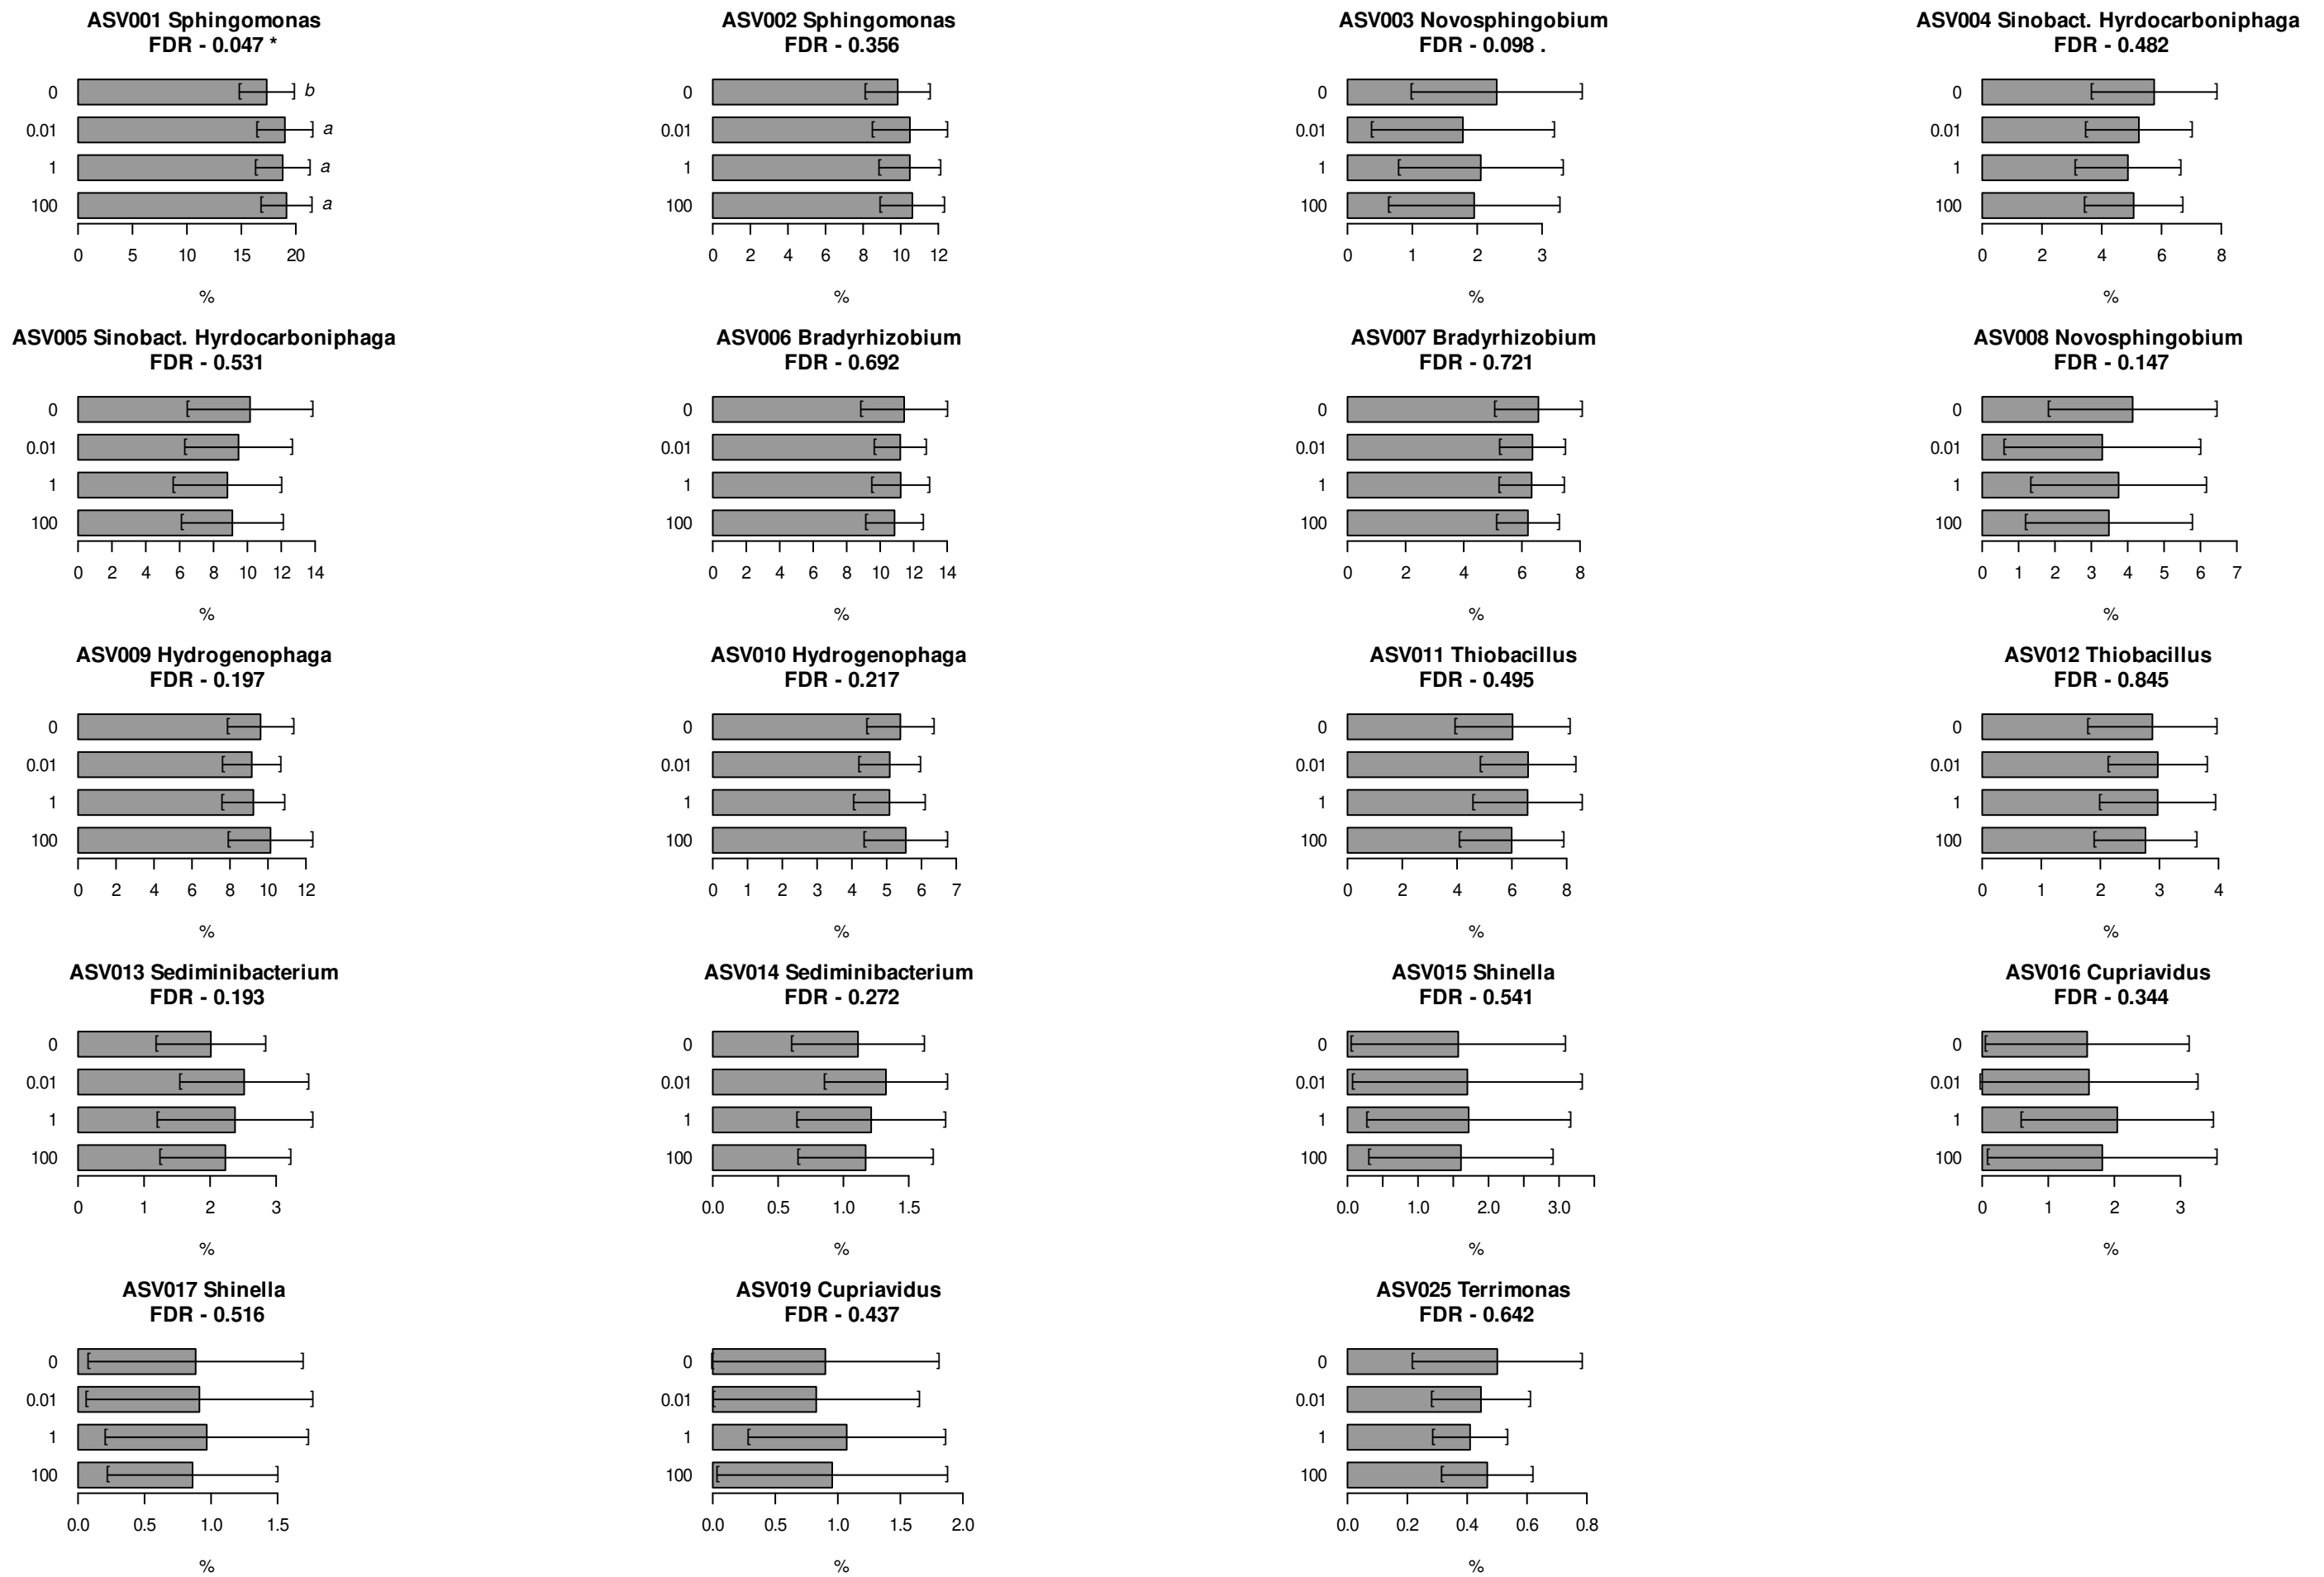 ASV001 Sphingomonas
FDR - 0.047 *
0
b
0.01
a
1
a
100
a
0 5 10 15 20
%
ASV002 Sphingomonas
FDR - 0.356
0
0.01
1
100
0 2 4 6 8 10 12
%
ASV003 Novosphingobium
FDR - 0.098 .
0
0.01
1
100
0 1 2 3
%
ASV004 Sinobact. Hyrdocarboniphaga
FDR - 0.482
0
0.01
1
100
0 2 4 6 8
%
ASV005 Sinobact. Hyrdocarboniphaga
FDR - 0.531
0
0.01
1
100
0 2 4 6 8 10 12 14
%
ASV006 Bradyrhizobium
FDR - 0.692
0
0.01
1
100
0 2 4 6 8 10 12 14
%
ASV007 Bradyrhizobium
FDR - 0.721
0
0.01
1
100
0 2 4 6 8
%
ASV008 Novosphingobium
FDR - 0.147
0
0.01
1
100
0 1 2 3 4 5 6 7
%
ASV009 Hydrogenophaga
FDR - 0.197
0
0.01
1
100
0 2 4 6 8 10 12
%
ASV010 Hydrogenophaga
FDR - 0.217
0
0.01
1
100
0 1 2 3 4 5 6 7
%
ASV011 Thiobacillus
FDR - 0.495
0
0.01
1
100
0 2 4 6 8
%
ASV012 Thiobacillus
FDR - 0.845
0
0.01
1
100
0 1 2 3 4
%
ASV013 Sediminibacterium
FDR - 0.193
0
0.01
1
100
0 1 2 3
%
ASV014 Sediminibacterium
FDR - 0.272
0
0.01
1
100
0.0 0.5 1.0 1.5
%
ASV015 Shinella
FDR - 0.541
0
0.01
1
100
0.0 1.0 2.0 3.0
%
ASV016 Cupriavidus
FDR - 0.344
0
0.01
1
100
0 1 2 3
%
ASV017 Shinella
FDR - 0.516
0
0.01
1
100
0.0 0.5 1.0 1.5
%
ASV019 Cupriavidus
FDR - 0.437
0
0.01
1
100
0.0 0.5 1.0 1.5 2.0
%
ASV025 Terrimonas
FDR - 0.642
0
0.01
1
100
0.0 0.2 0.4 0.6 0.8
%